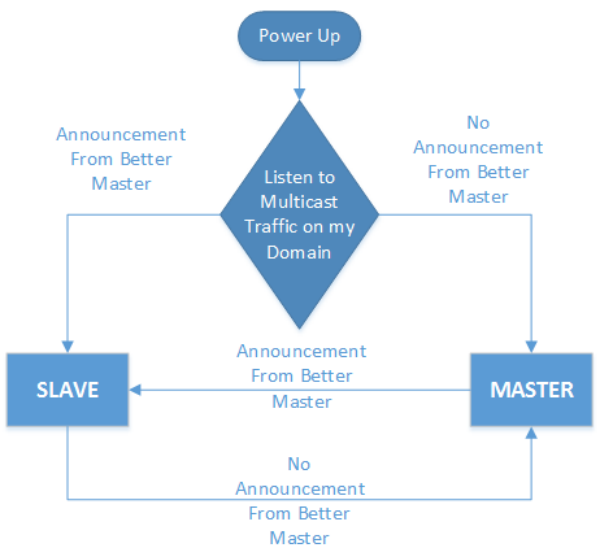 Power Up
Announcement
From Better
Master
No
Announcement
From Better
Master
Listen to
Multicast
Traffic on my
Domain
Announcement
From Better
Master
SLAVE
MASTER
No
Announcement
From Better
Master